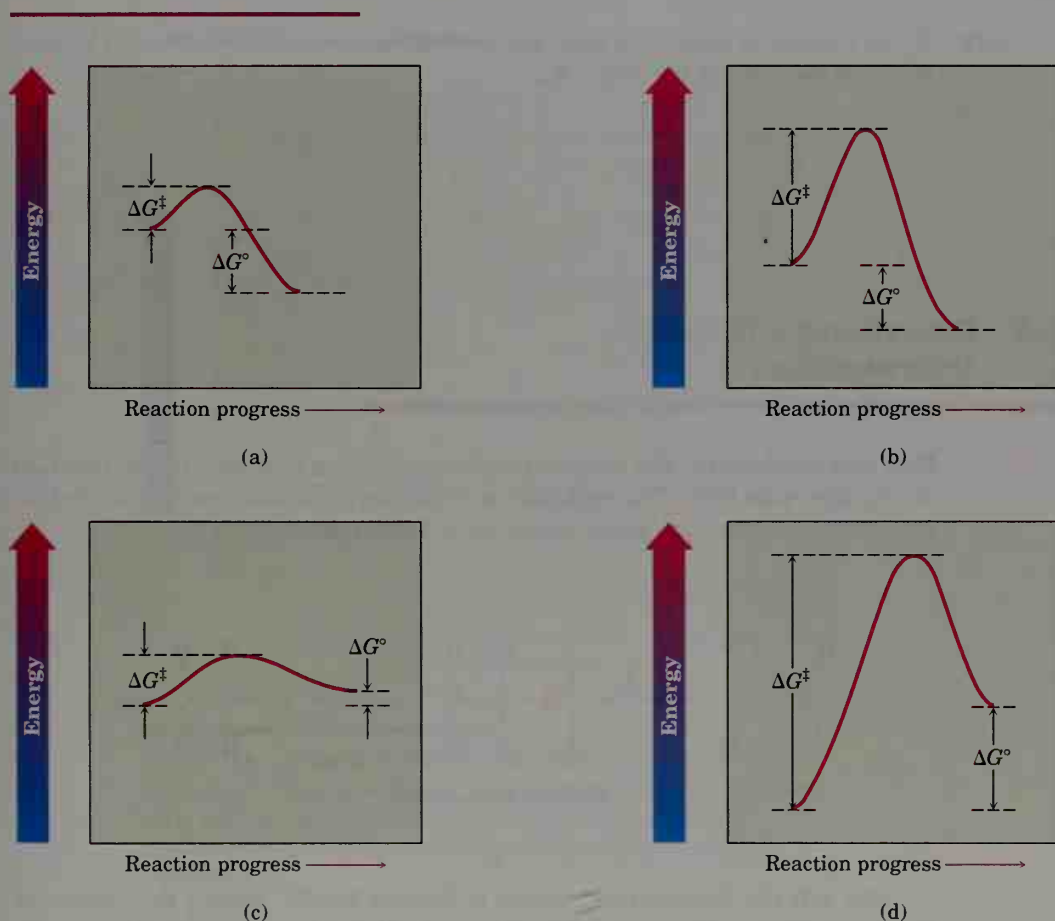 Energy
ΔG‡
ΔG°
Reaction progress
(a)
Energy
ΔG‡
ΔG°
Reaction progress
(b)
Energy
ΔG‡
ΔG°
Reaction progress
(c)
Energy
ΔG‡
ΔG°
Reaction progress
(d)